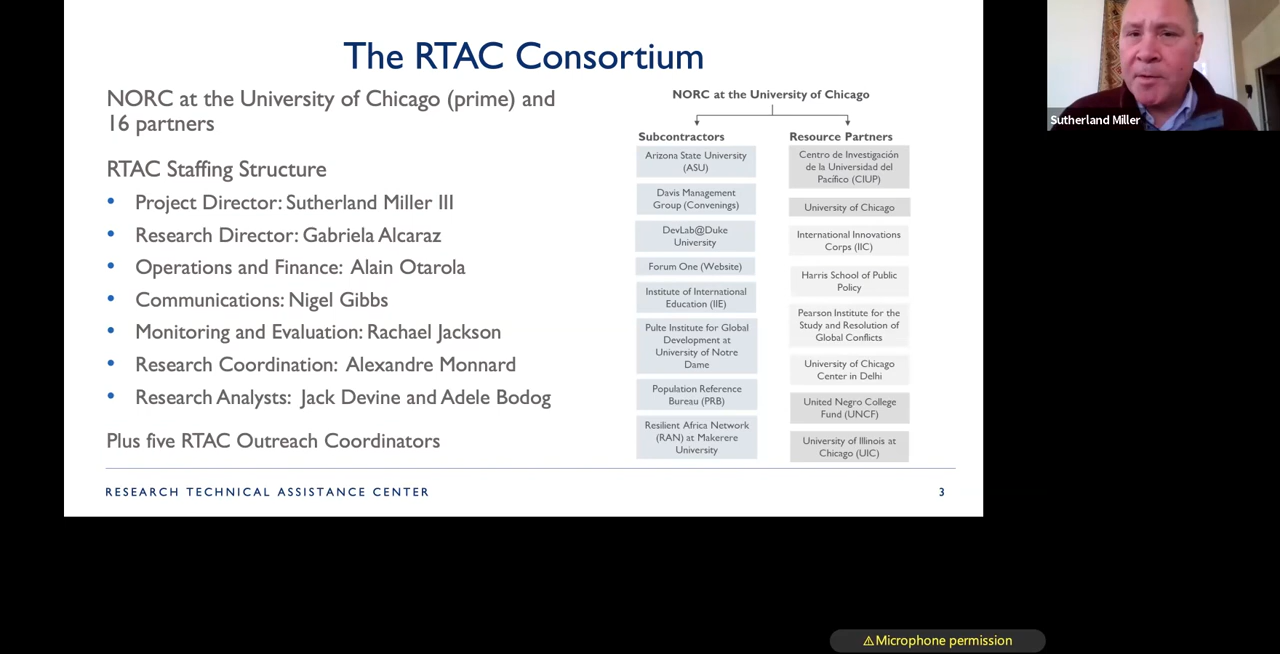 The RTAC Consortium
NORC at the University of Chicago (prime) and
16 partners
RTAC Staffing Structure
• Project Director: Sutherland Miller III
• Research Director: Gabriela Alcaraz
• Operations and Finance: Alain Otarola
• Communications: Nigel Gibbs
• Monitoring and Evaluation: Rachael Jackson
• Research Coordination: Alexandre Monnard
• Research Analysts: Jack Devine and Adele Bodog
Plus five RTAC Outreach Coordinators
NORC at the University of Chicago
Subcontractors
Arizona State University
(ASU)
Davis Management
Group (Convenings)
DevLab@Duke
University
Forum One (Website)
Institute of International
Education (IIE)
Pulte Institute for Global
Development at
University of Notre
Dame
Population Reference
Bureau (PRB)
Resilient Africa Network
(RAN) at Makerere
University
Resource Partners
Centro de Investigación
de la Universidad del
Pacífico (CIUP)
University of Chicago
International Innovations
Corps (IIC)
Harris School of Public
Policy
Pearson Institute for the
Study and Resolution of
Global Conflicts
University of Chicago
Center in Delhi
United Negro College
Fund (UNCF)
University of Illinois at
Chicago (UIC)
RESEARCH TECHNICAL ASSISTANCE CENTER
3
Sutherland Miller
⚠Microphone permission